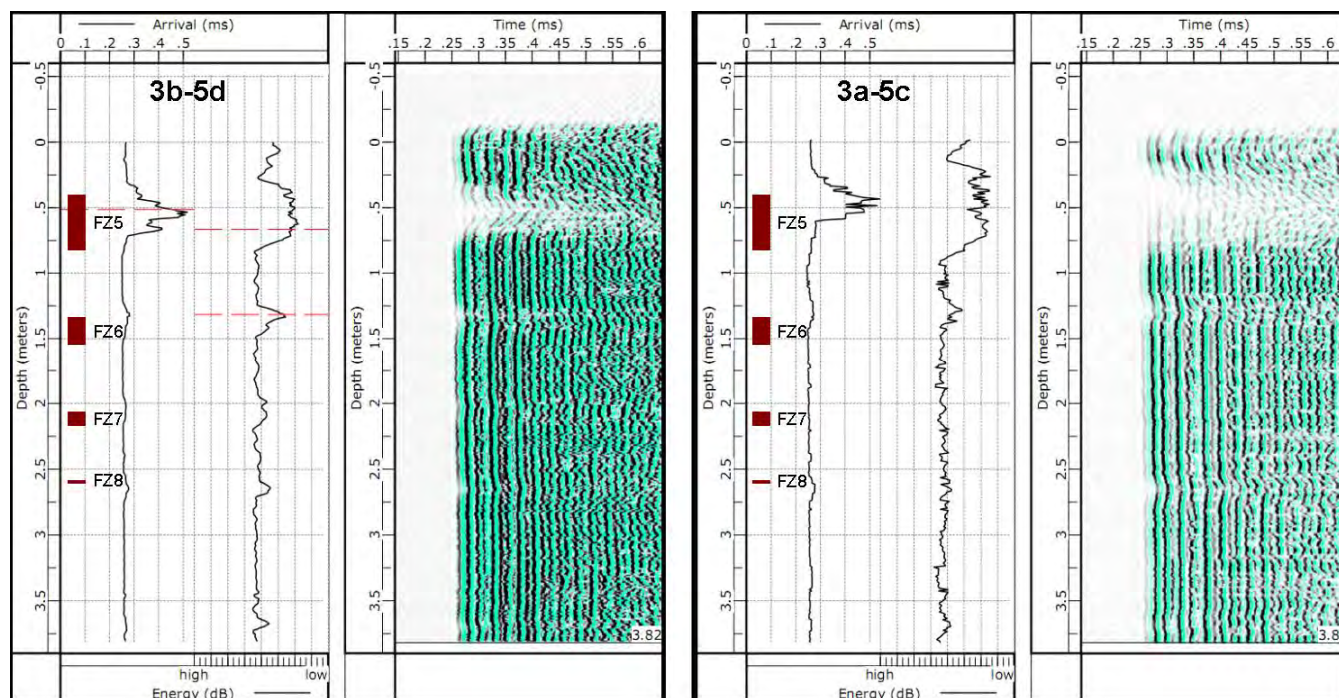 Arrival (ms)
0 .1 .2 .3 .4 .5
Time (ms)
.15 .2 .25 .3 .35 .4 .45 .5 .55 .6
3b-5d
Depth (meters)
-0.5
0
.5
1
1.5
2
2.5
3
3.5
FZ5
FZ6
FZ7
FZ8
high low
Energy (dB)
Depth (meters)
-0.5
0
.5
1
1.5
2
2.5
3
3.5
3.82
Arrival (ms)
0 .1 .2 .3 .4 .5
Time (ms)
.15 .2 .25 .3 .35 .4 .45 .5 .55 .6
3a-5c
Depth (meters)
-0.5
0
.5
1
1.5
2
2.5
3
3.5
FZ5
FZ6
FZ7
FZ8
high low
Energy (dB)
Depth (meters)
-0.5
0
.5
1
1.5
2
2.5
3
3.5
3.8